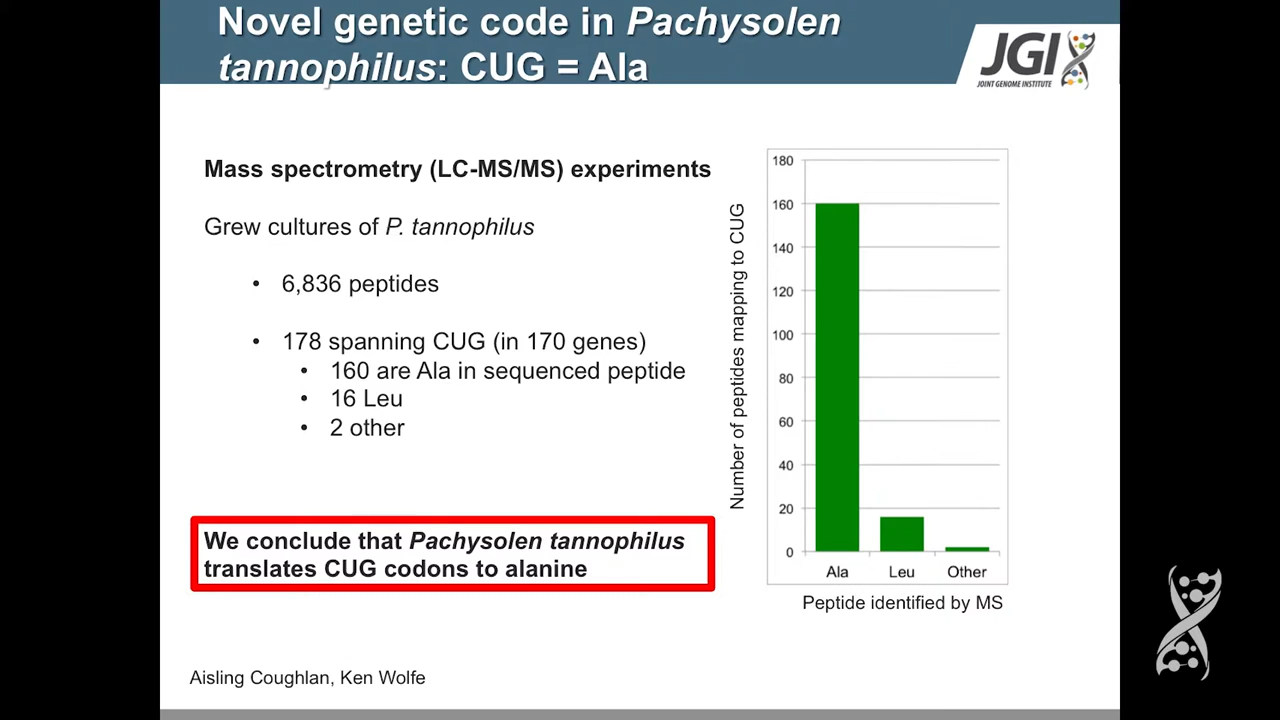 Novel genetic code in Pachysolen
tannophilus: CUG = Ala
JGI
JOINT GENOME INSTITUTE
Mass spectrometry (LC-MS/MS) experiments
Grew cultures of P. tannophilus
• 6,836 peptides
• 178 spanning CUG (in 170 genes)
• 160 are Ala in sequenced peptide
• 16 Leu
• 2 other
We conclude that Pachysolen tannophilus
translates CUG codons to alanine
Number of peptides mapping to CUG
180
160
140
120
100
80
60
40
20
0
Ala Leu Other
Peptide identified by MS
Aisling Coughlan, Ken Wolfe